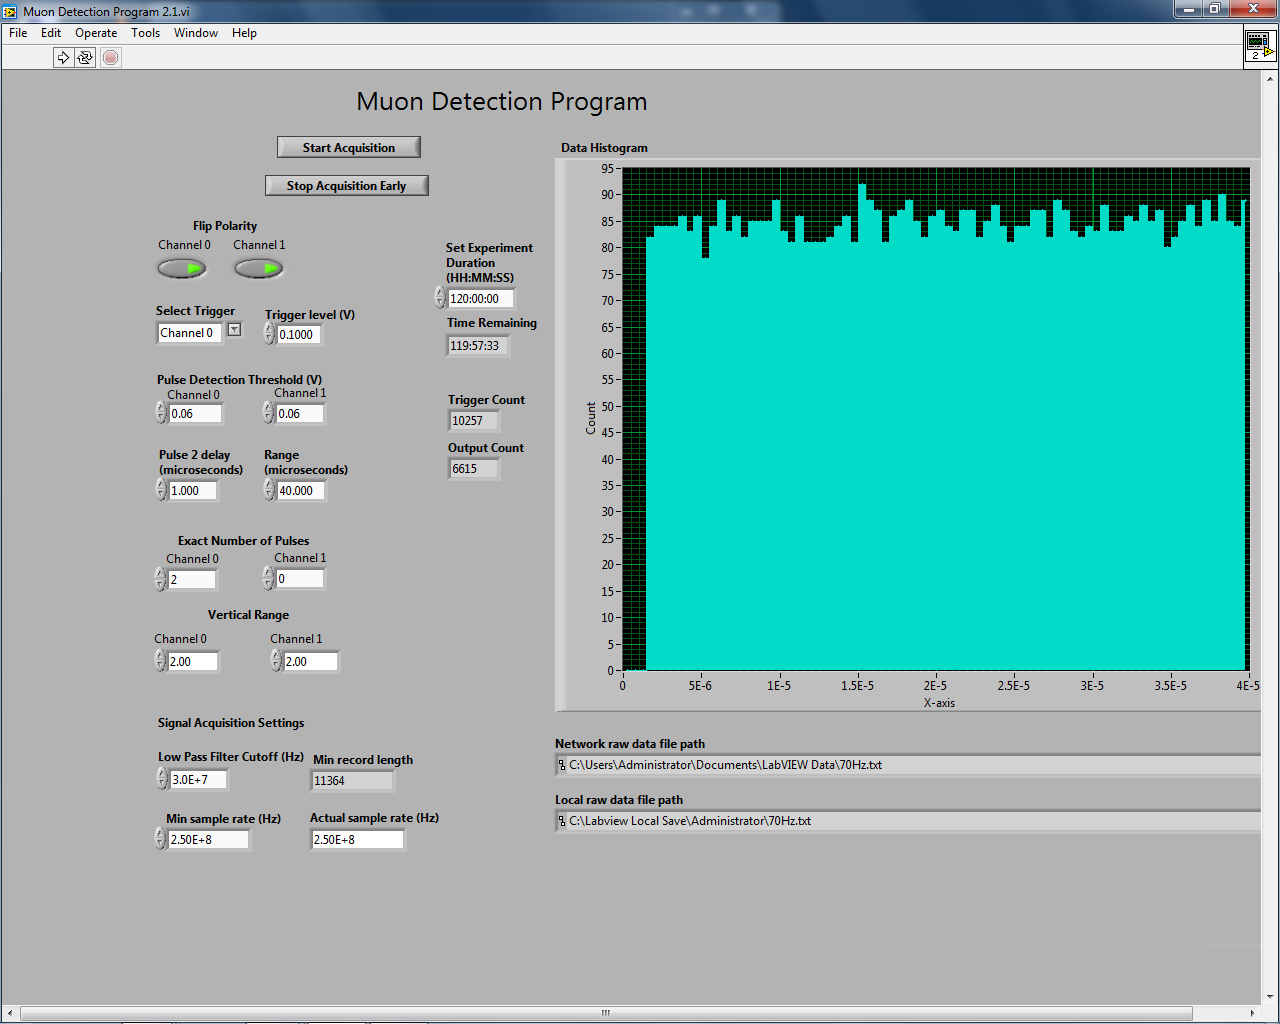 Muon Detection Program 2.1.vi
File Edit Operate Tools Window Help
2
Muon Detection Program
Start Acquisition
Stop Acquisition Early
Flip Polarity
Channel 0 Channel 1
Select Trigger
Channel 0
Trigger level (V)
0.1000
Pulse Detection Threshold (V)
Channel 0 Channel 1
0.06 0.06
Pulse 2 delay
(microseconds)
1.000
Range
(microseconds)
40.000
Exact Number of Pulses
Channel 0 Channel 1
2 0
Vertical Range
Channel 0 Channel 1
2.00 2.00
Signal Acquisition Settings
Low Pass Filter Cutoff (Hz)
3.0E+7
Min record length
11364
Min sample rate (Hz)
2.50E+8
Actual sample rate (Hz)
2.50E+8
Set Experiment
Duration
(HH:MM:SS)
120:00:00
Time Remaining
119:57:33
Trigger Count
10257
Output Count
6615
Data Histogram
95
90
85
80
75
70
65
60
55
50
45
40
35
30
25
20
15
10
5
0
Count
0 5E-6 1E-5 1.5E-5 2E-5 2.5E-5 3E-5 3.5E-5 4E-5
X-axis
Network raw data file path
C:\Users\Administrator\Documents\LabVIEW Data\70Hz.txt
Local raw data file path
C:\Labview Local Save\Administrator\70Hz.txt